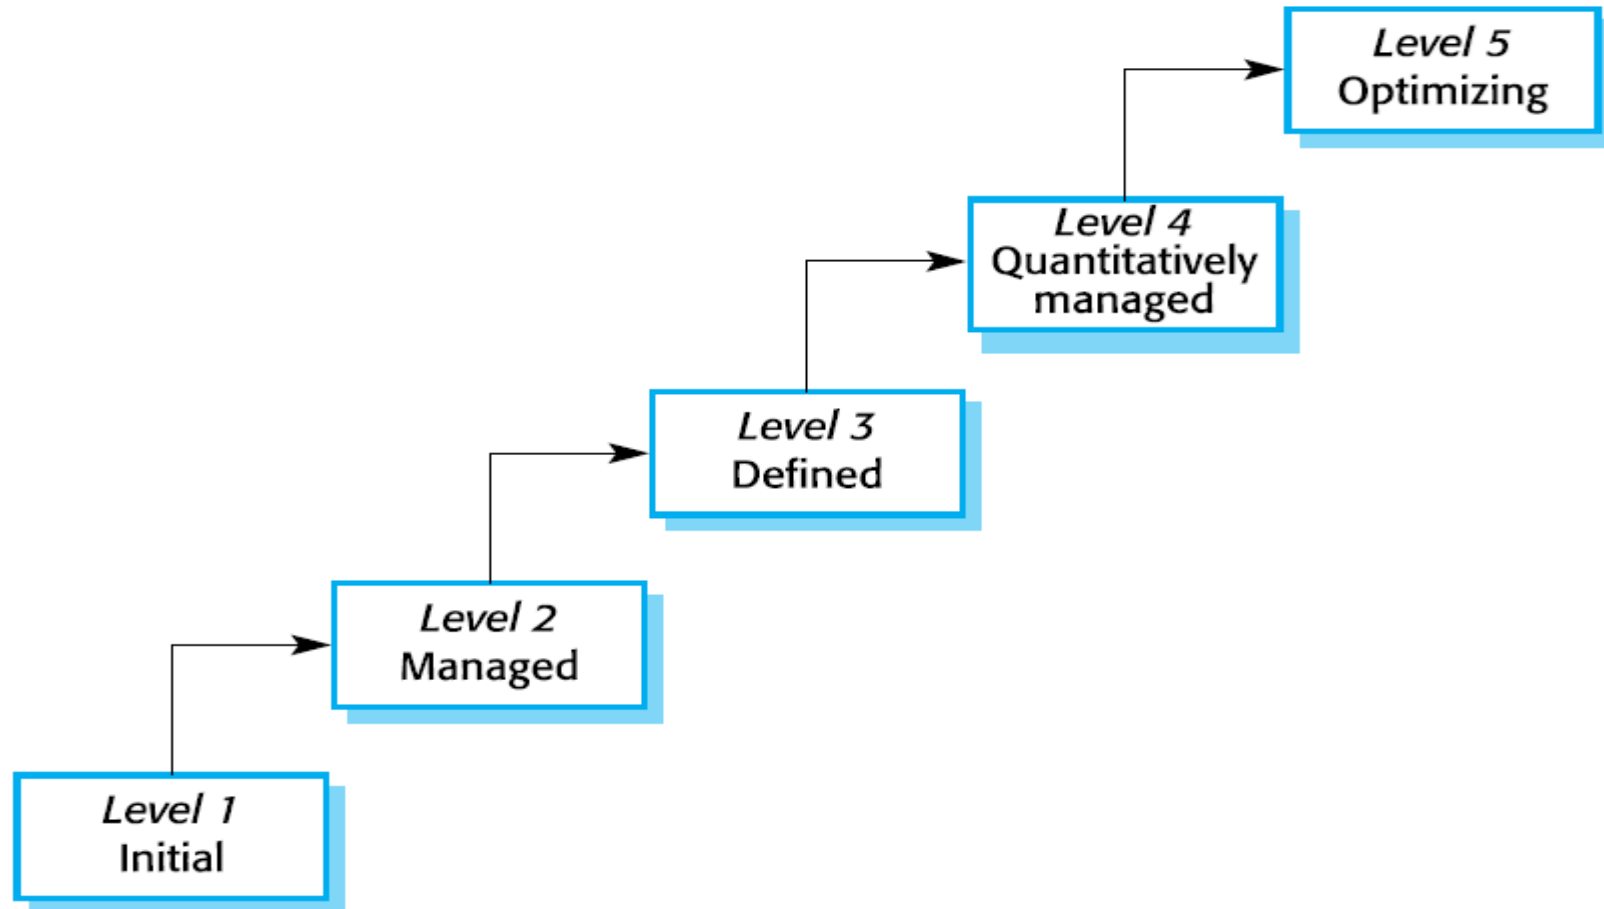 Level 5
Optimizing
Level 4
Quantitatively
managed
Level 3
Defined
Level 2
Managed
Level 1
Initial